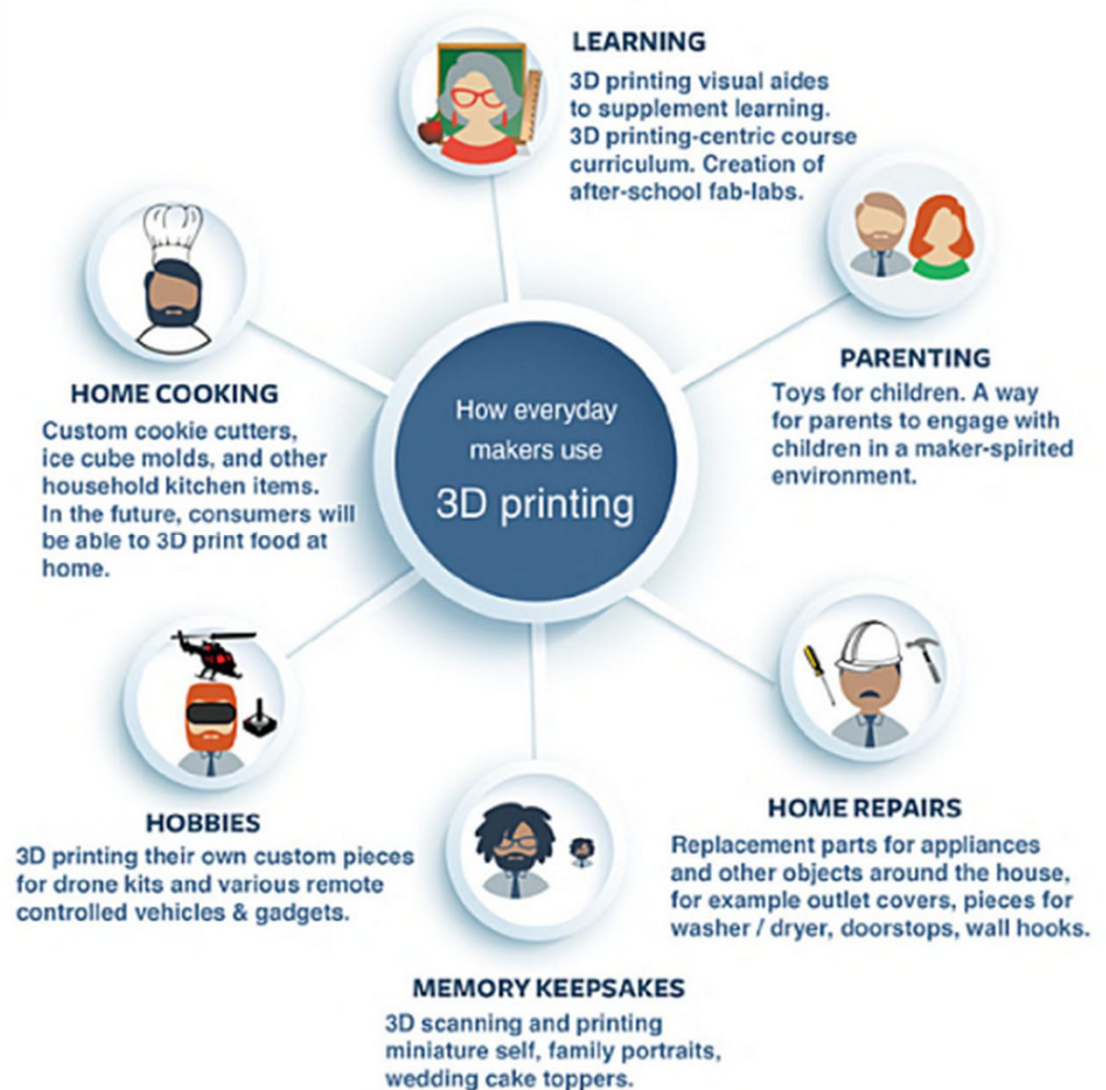 How everyday
makers use
3D printing
LEARNING
3D printing visual aides
to supplement learning.
3D printing-centric course
curriculum. Creation of
after-school fab-labs.
PARENTING
Toys for children. A way
for parents to engage with
children in a maker-spirited
environment.
HOME REPAIRS
Replacement parts for appliances
and other objects around the house,
for example outlet covers, pieces for
washer / dryer, doorstops, wall hooks.
MEMORY KEEPSAKES
3D scanning and printing
miniature self, family portraits,
wedding cake toppers.
HOBBIES
3D printing their own custom pieces
for drone kits and various remote
controlled vehicles & gadgets.
HOME COOKING
Custom cookie cutters,
ice cube molds, and other
household kitchen items.
In the future, consumers will
be able to 3D print food at
home.